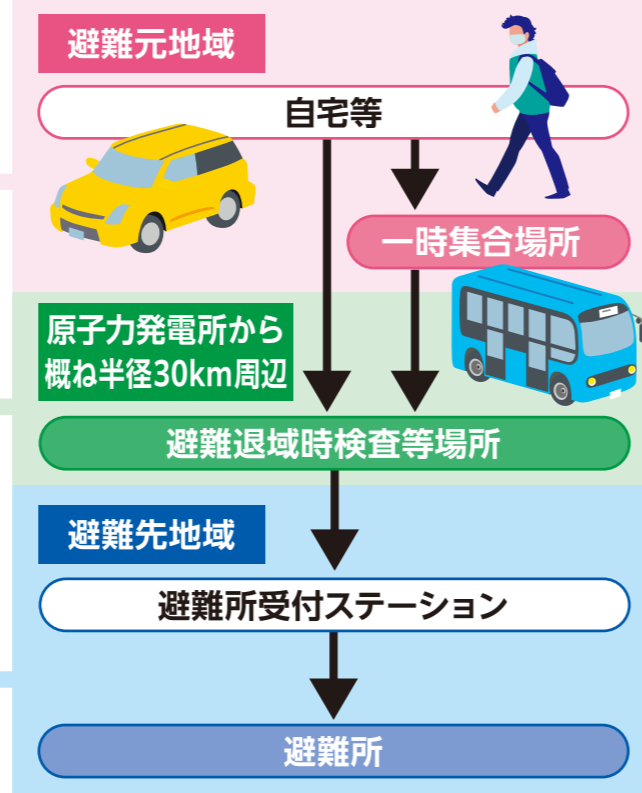 避難元地域
自宅等
一時集合場所
原子力発電所から
概ね半径30km周辺
避難退域時検査等場所
避難先地域
避難所受付ステーション
避難所